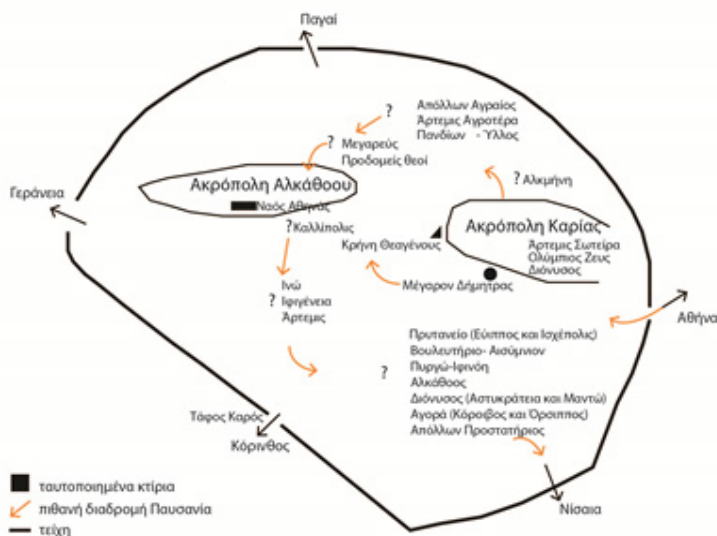 Παγαί
?
Απόλλων Αγραίος
Άρτεμις Αγροτέρα
Πανδίων - Ύλλος
?
Μεγαρεύς
Προδομείς θεοί
Γεράνεια
Ακρόπολη Αλκάθοου
Ναός Αθηνάς
? Αλκμήνη
?Καλλίπολις
Κρήνη Θεαγένους
Ακρόπολη Καρίας
Άρτεμις Σωτείρα
Ολύμπιος Ζευς
Διόνυσος
Μέγαρον Δήμητρας
Ινώ
? Ιφιγένεια
Άρτεμις
Αθήνα
Πρυτανείο (Εύιππος και Ισχέπολις)
Βουλευτήριο- Αισύμνιον
Πυργώ-Ιφινόη
?
Αλκάθοος
Διόνυσος (Αστυκράτεια και Μαντώ)
Αγορά (Κόροιβος και Όρσιππος)
Απόλλων Προστατήριος
Τάφος Καρός
Κόρινθος
Νίσαια
ταυτοποιημένα κτίρια
πιθανή διαδρομή Παυσανία
τείχη